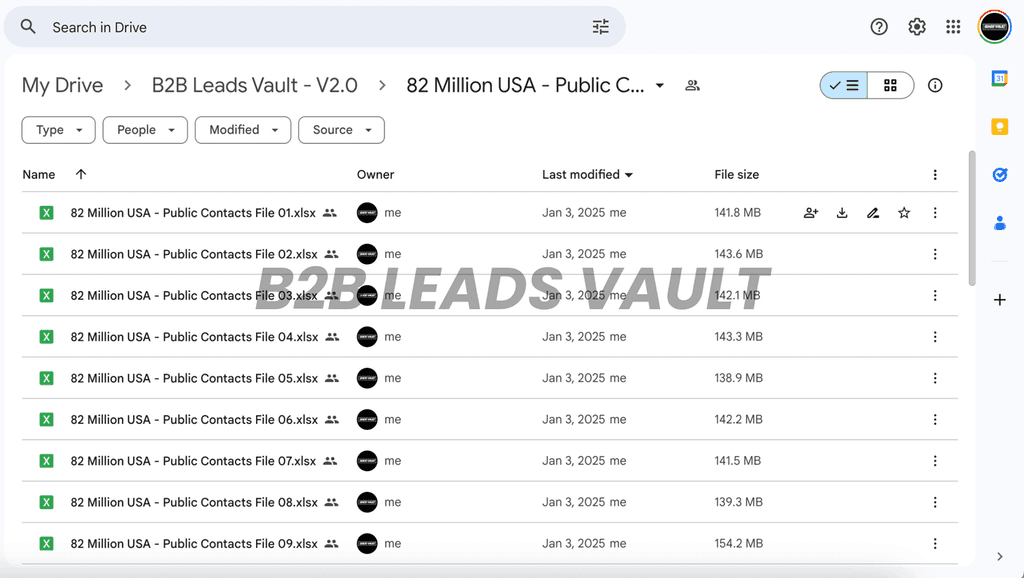 Search in Drive
My Drive > B2B Leads Vault - V2.0 > 82 Million USA - Public C...
Type People Modified Source
Name Owner Last modified File size
82 Million USA - Public Contacts File 01.xlsx me Jan 3, 2025 me 141.8 MB
82 Million USA - Public Contacts File 02.xlsx me Jan 3, 2025 me 143.6 MB
B2B LEADS VAULT
82 Million USA - Public Contacts File 03.xlsx me Jan 3, 2025 me 142.1 MB
82 Million USA - Public Contacts File 04.xlsx me Jan 3, 2025 me 143.3 MB
82 Million USA - Public Contacts File 05.xlsx me Jan 3, 2025 me 138.9 MB
82 Million USA - Public Contacts File 06.xlsx me Jan 3, 2025 me 142.2 MB
82 Million USA - Public Contacts File 07.xlsx me Jan 3, 2025 me 141.5 MB
82 Million USA - Public Contacts File 08.xlsx me Jan 3, 2025 me 139.3 MB
82 Million USA - Public Contacts File 09.xlsx me Jan 3, 2025 me 154.2 MB
31